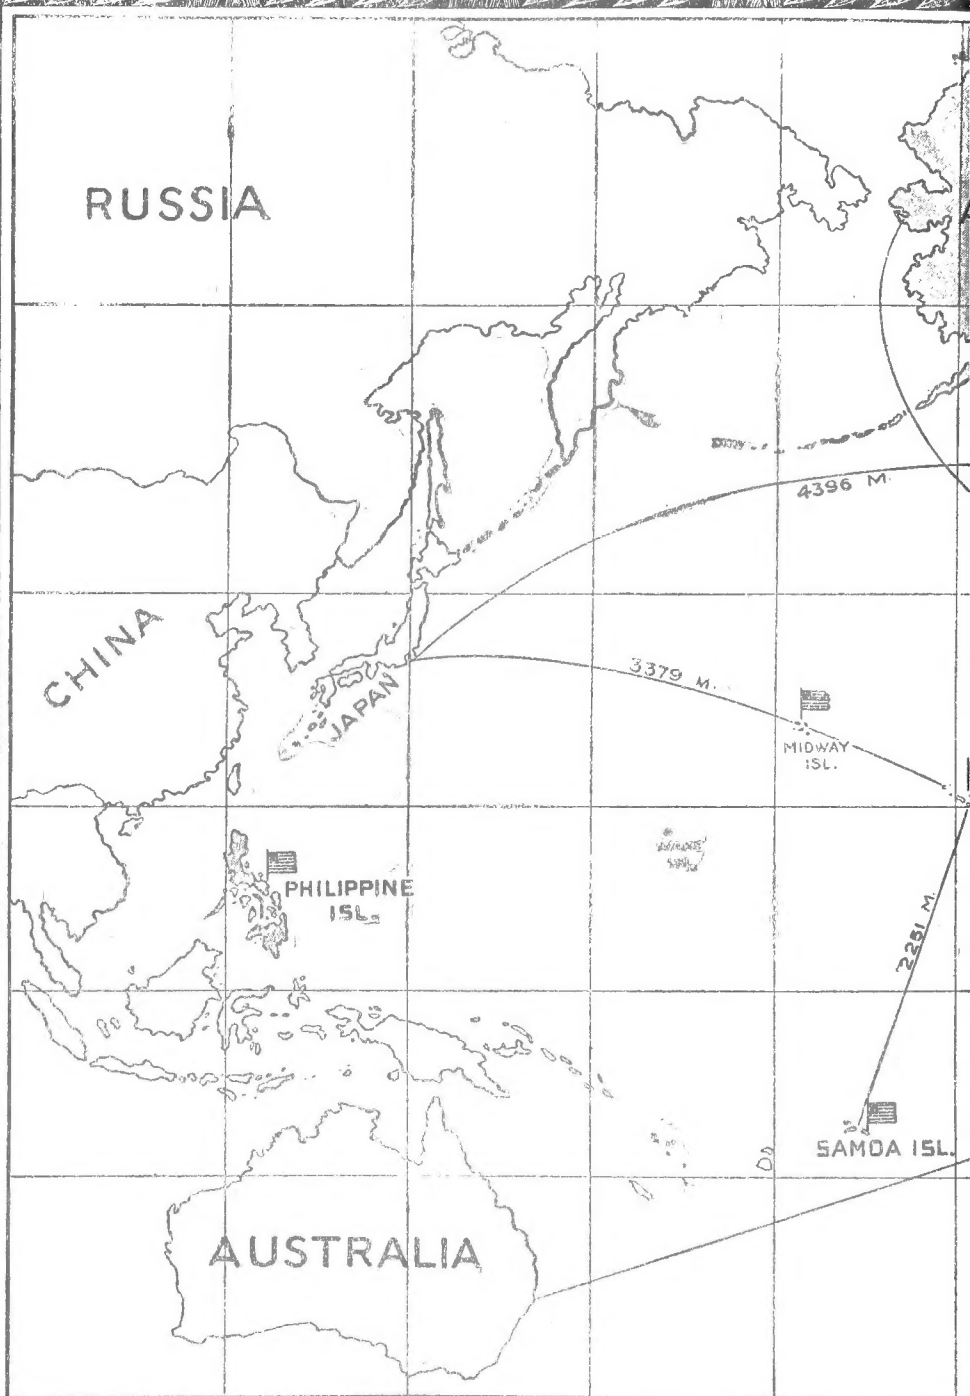 RUSSIA
4396 M.
CHINA
3379 M.
JAPAN
MIDWAY
ISL.
PHILIPPINE
ISL.
2251 M.
SAMOA ISL.
AUSTRALIA